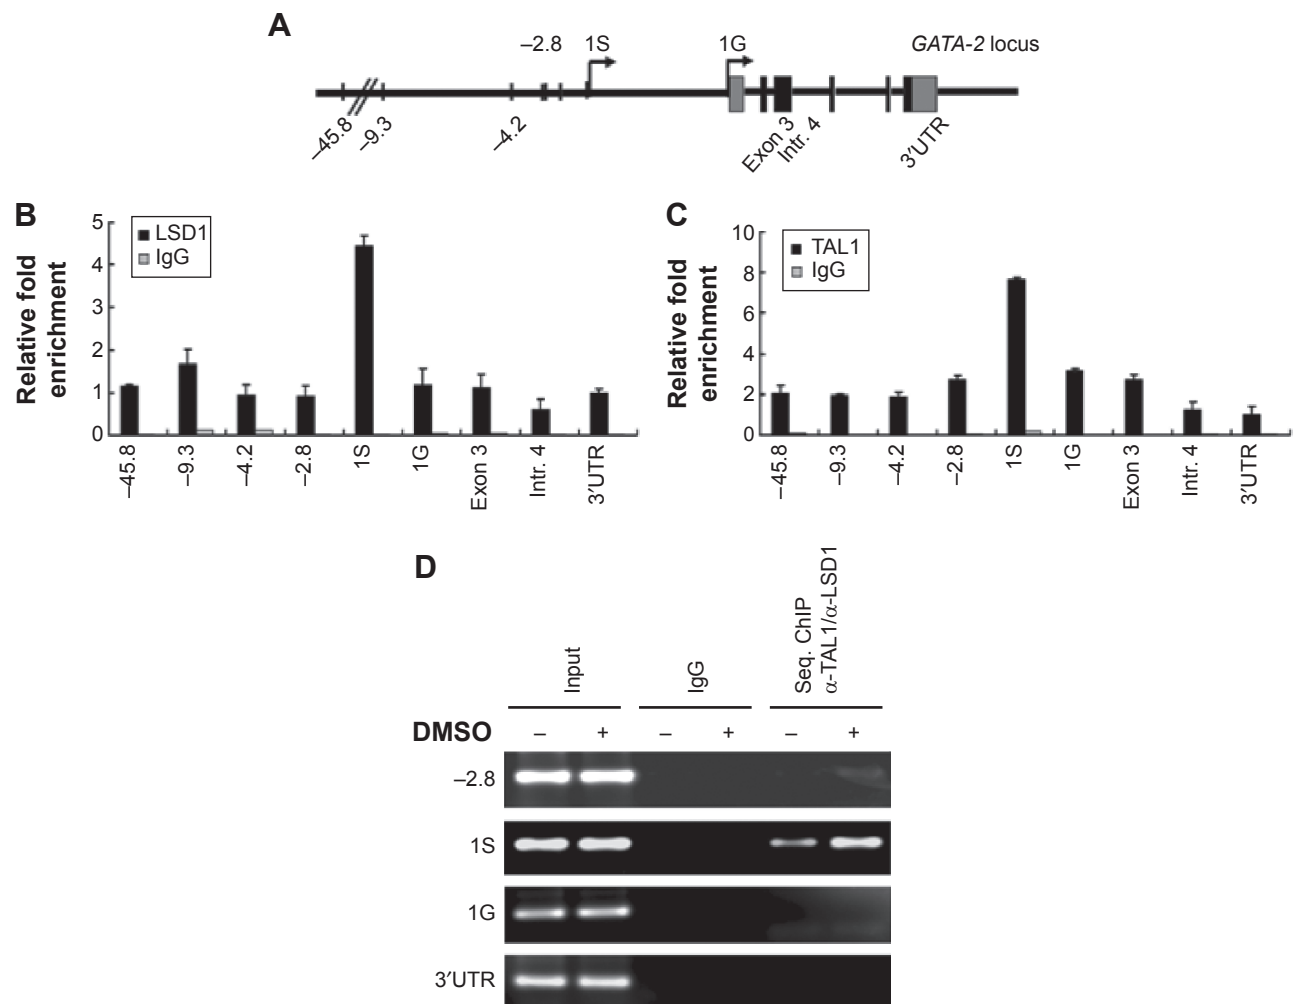 A
–2.8 1S 1G GATA-2 locus
–45.8 –9.3 –4.2 Exon 3 Intr. 4 3′UTR
B
Relative fold
enrichment
5
4
3
2
1
0
LSD1
IgG
–45.8 –9.3 –4.2 –2.8 1S 1G Exon 3 Intr. 4 3′UTR
C
Relative fold
enrichment
10
8
6
4
2
0
TAL1
IgG
–45.8 –9.3 –4.2 –2.8 1S 1G Exon 3 Intr. 4 3′UTR
D
Input
IgG
Seq. ChIP
α-TAL1/α-LSD1
DMSO – + – + – +
–2.8
1S
1G
3′UTR